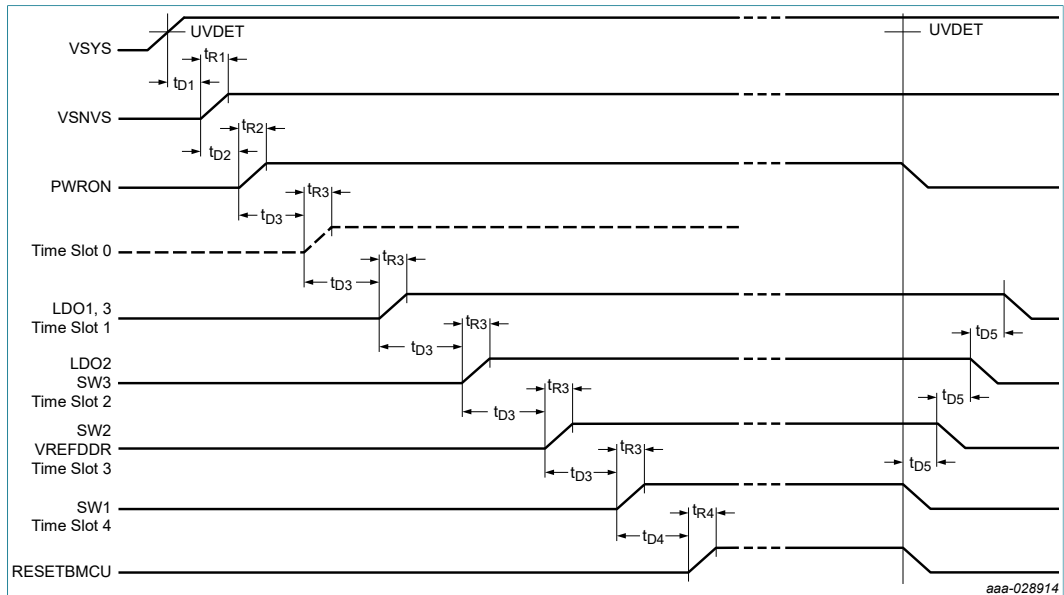 UVDET
UVDET
VSYS
tR1
tD1
VSNVS
tR2
tD2
PWRON
tR3
tD3
Time Slot 0
tR3
tD3
LDO1, 3
Time Slot 1
tR3
tD5
tD3
LDO2
SW3
Time Slot 2
tR3
tD5
tD3
SW2
VREFDDR
Time Slot 3
tR3
tD5
tD3
SW1
Time Slot 4
tR4
tD4
RESETBMCU
aaa-028914